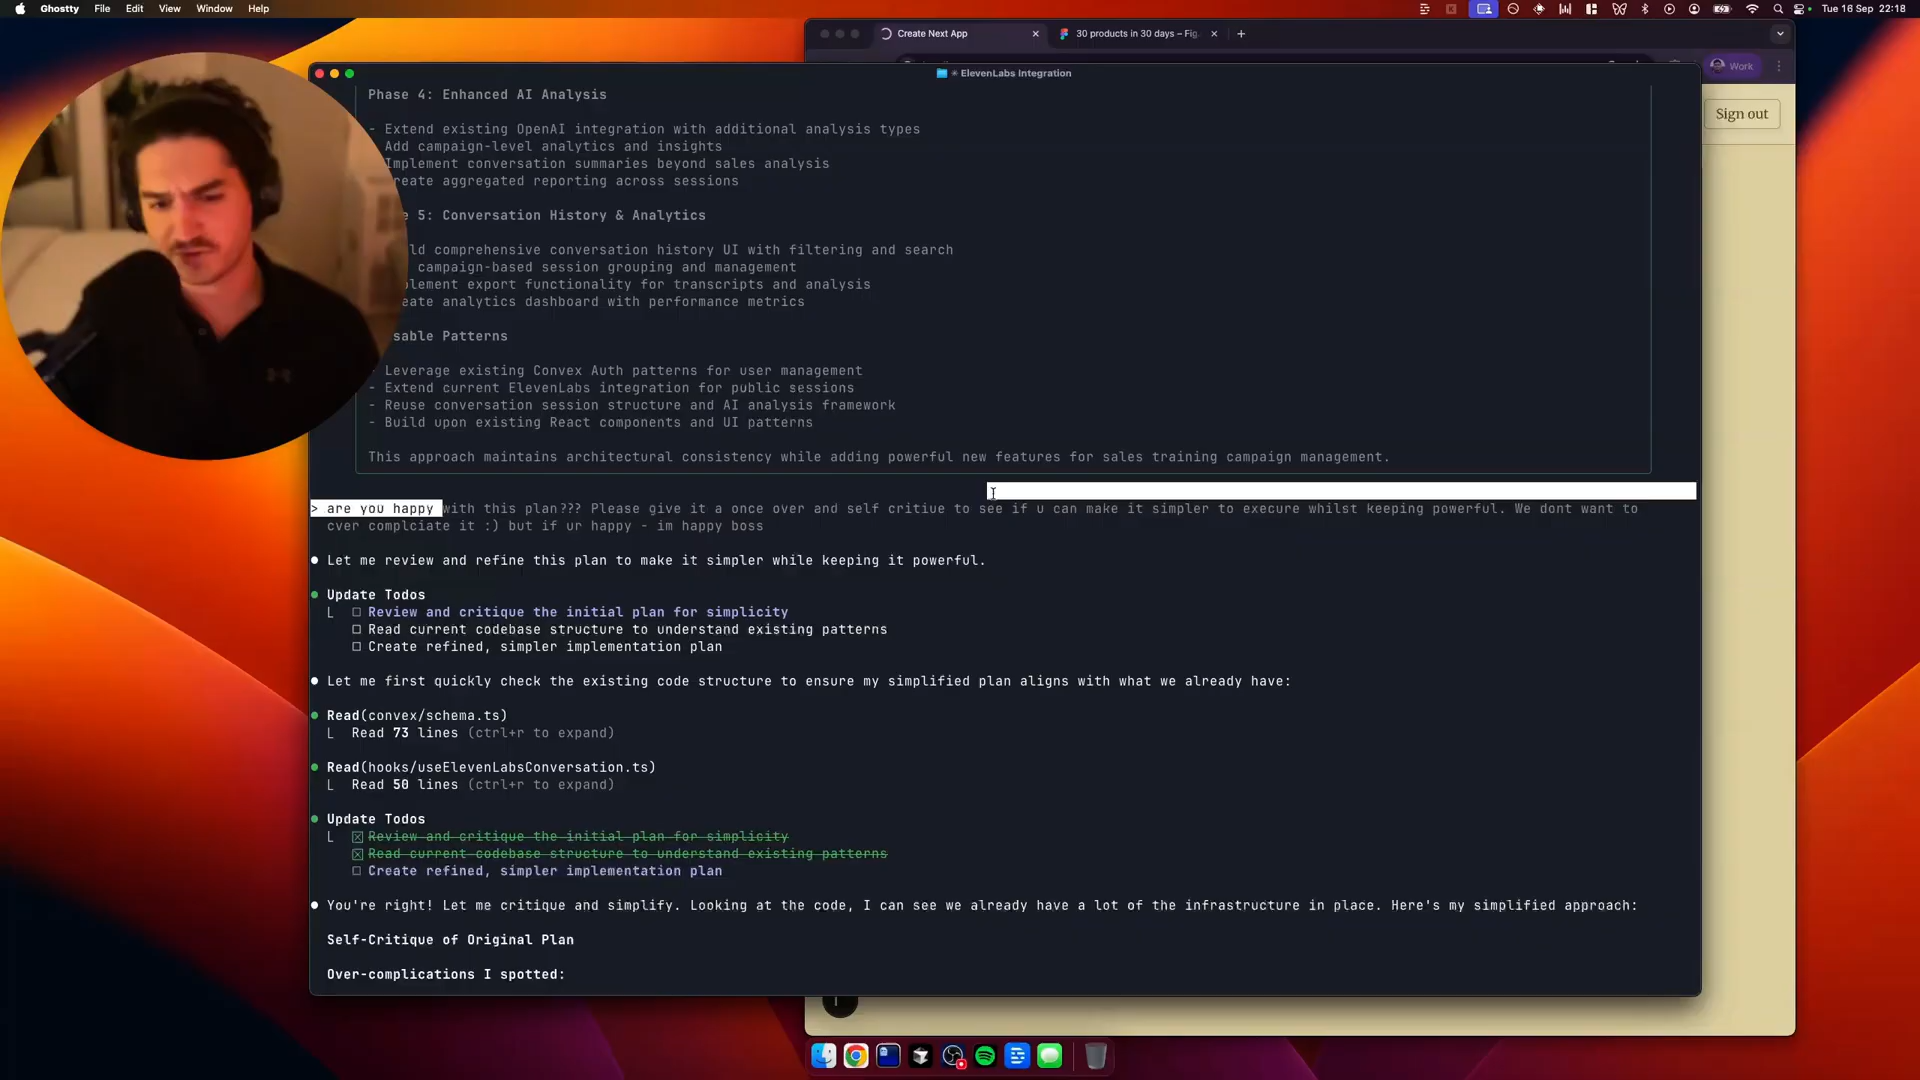 Ghostty File Edit View Window Help
Tue 16 Sep 22:18
Create Next App
30 products in 30 days – Fig
Work
Sign out
ElevenLabs Integration
Phase 4: Enhanced AI Analysis
- Extend existing OpenAI integration with additional analysis types
Add campaign-level analytics and insights
Implement conversation summaries beyond sales analysis
reate aggregated reporting across sessions
e 5: Conversation History & Analytics
ld comprehensive conversation history UI with filtering and search
campaign-based session grouping and management
plement export functionality for transcripts and analysis
eate analytics dashboard with performance metrics
sable Patterns
- Leverage existing Convex Auth patterns for user management
- Extend current ElevenLabs integration for public sessions
- Reuse conversation session structure and AI analysis framework
- Build upon existing React components and UI patterns
This approach maintains architectural consistency while adding powerful new features for sales training campaign management.
> are you happy with this plan??? Please give it a once over and self critiue to see if u can make it simpler to execure whilst keeping powerful. We dont want to
over complciate it :) but if ur happy - im happy boss
● Let me review and refine this plan to make it simpler while keeping it powerful.
● Update Todos
⎿ ☐ Review and critique the initial plan for simplicity
☐ Read current codebase structure to understand existing patterns
☐ Create refined, simpler implementation plan
● Let me first quickly check the existing code structure to ensure my simplified plan aligns with what we already have:
● Read(convex/schema.ts)
⎿ Read 73 lines (ctrl+r to expand)
● Read(hooks/useElevenLabsConversation.ts)
⎿ Read 50 lines (ctrl+r to expand)
● Update Todos
⎿ ☒ Review and critique the initial plan for simplicity
☒ Read current codebase structure to understand existing patterns
☐ Create refined, simpler implementation plan
● You're right! Let me critique and simplify. Looking at the code, I can see we already have a lot of the infrastructure in place. Here's my simplified approach:
Self-Critique of Original Plan
Over-complications I spotted: